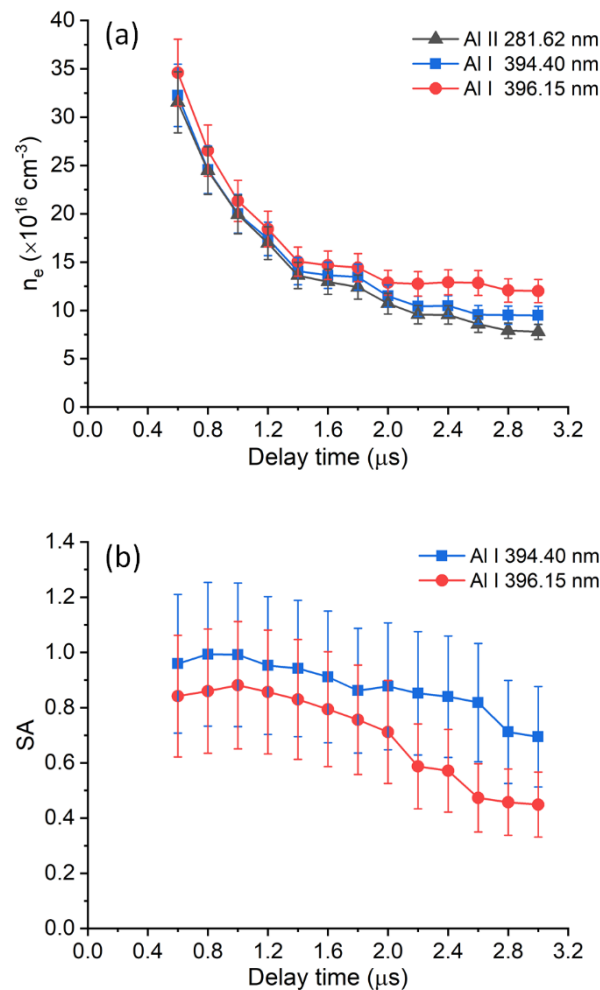 (a)
Al II 281.62 nm
Al I 394.40 nm
Al I 396.15 nm
40
35
30
25
20
15
10
5
0
nₑ (×10¹⁶ cm⁻³)
0.0 0.4 0.8 1.2 1.6 2.0 2.4 2.8 3.2
Delay time (μs)
(b)
Al I 394.40 nm
Al I 396.15 nm
1.4
1.2
1.0
0.8
0.6
0.4
0.2
0.0
SA
0.0 0.4 0.8 1.2 1.6 2.0 2.4 2.8 3.2
Delay time (μs)